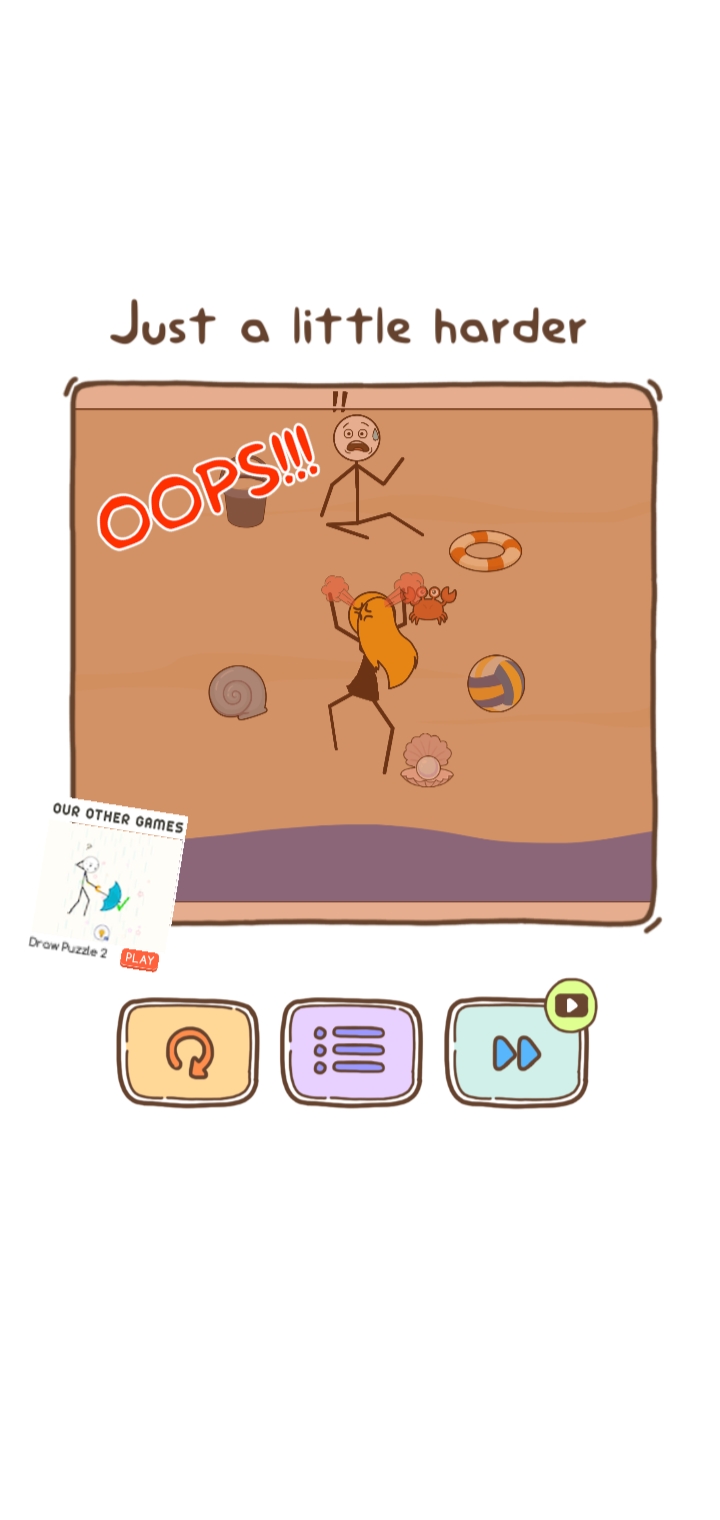 Just a little harder
!!
OOPS!!!
OUR OTHER GAMES
?
Draw Puzzle 2
PLAY